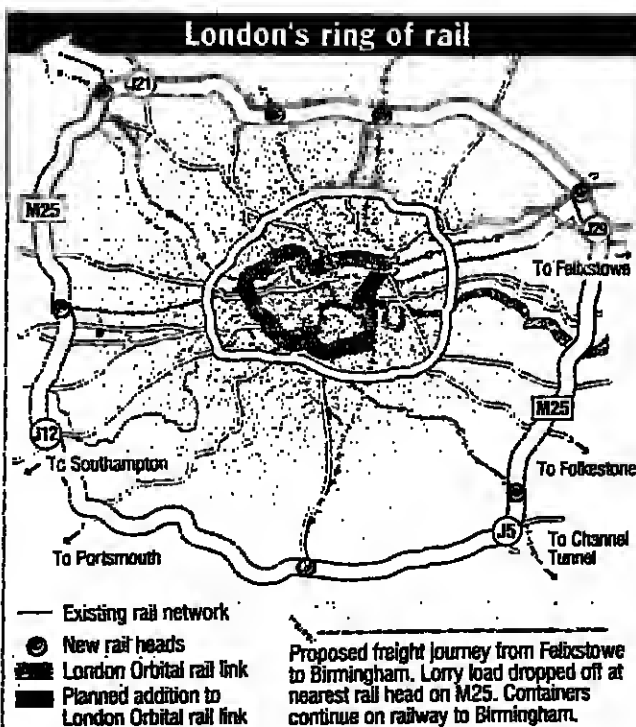 London's ring of rail
J21
M25
J29
To Felixstowe
M25
J12
To Southampton
To Folkestone
J5
To Portsmouth
To Channel
Tunnel
Existing rail network
New rail heads
London Orbital rail link
Planned addition to
London Orbital rail link
Proposed freight journey from Felixstowe
to Birmingham. Lorry load dropped off at
nearest rail head on M25. Containers
continue on railway to Birmingham.